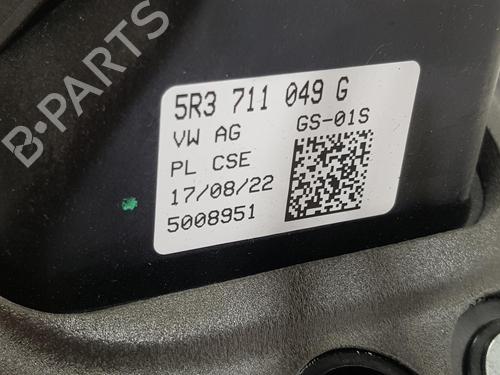 B-PARTS
5R3 711 049 G
VW AG GS-01S
PL CSE
17/08/22
5008951